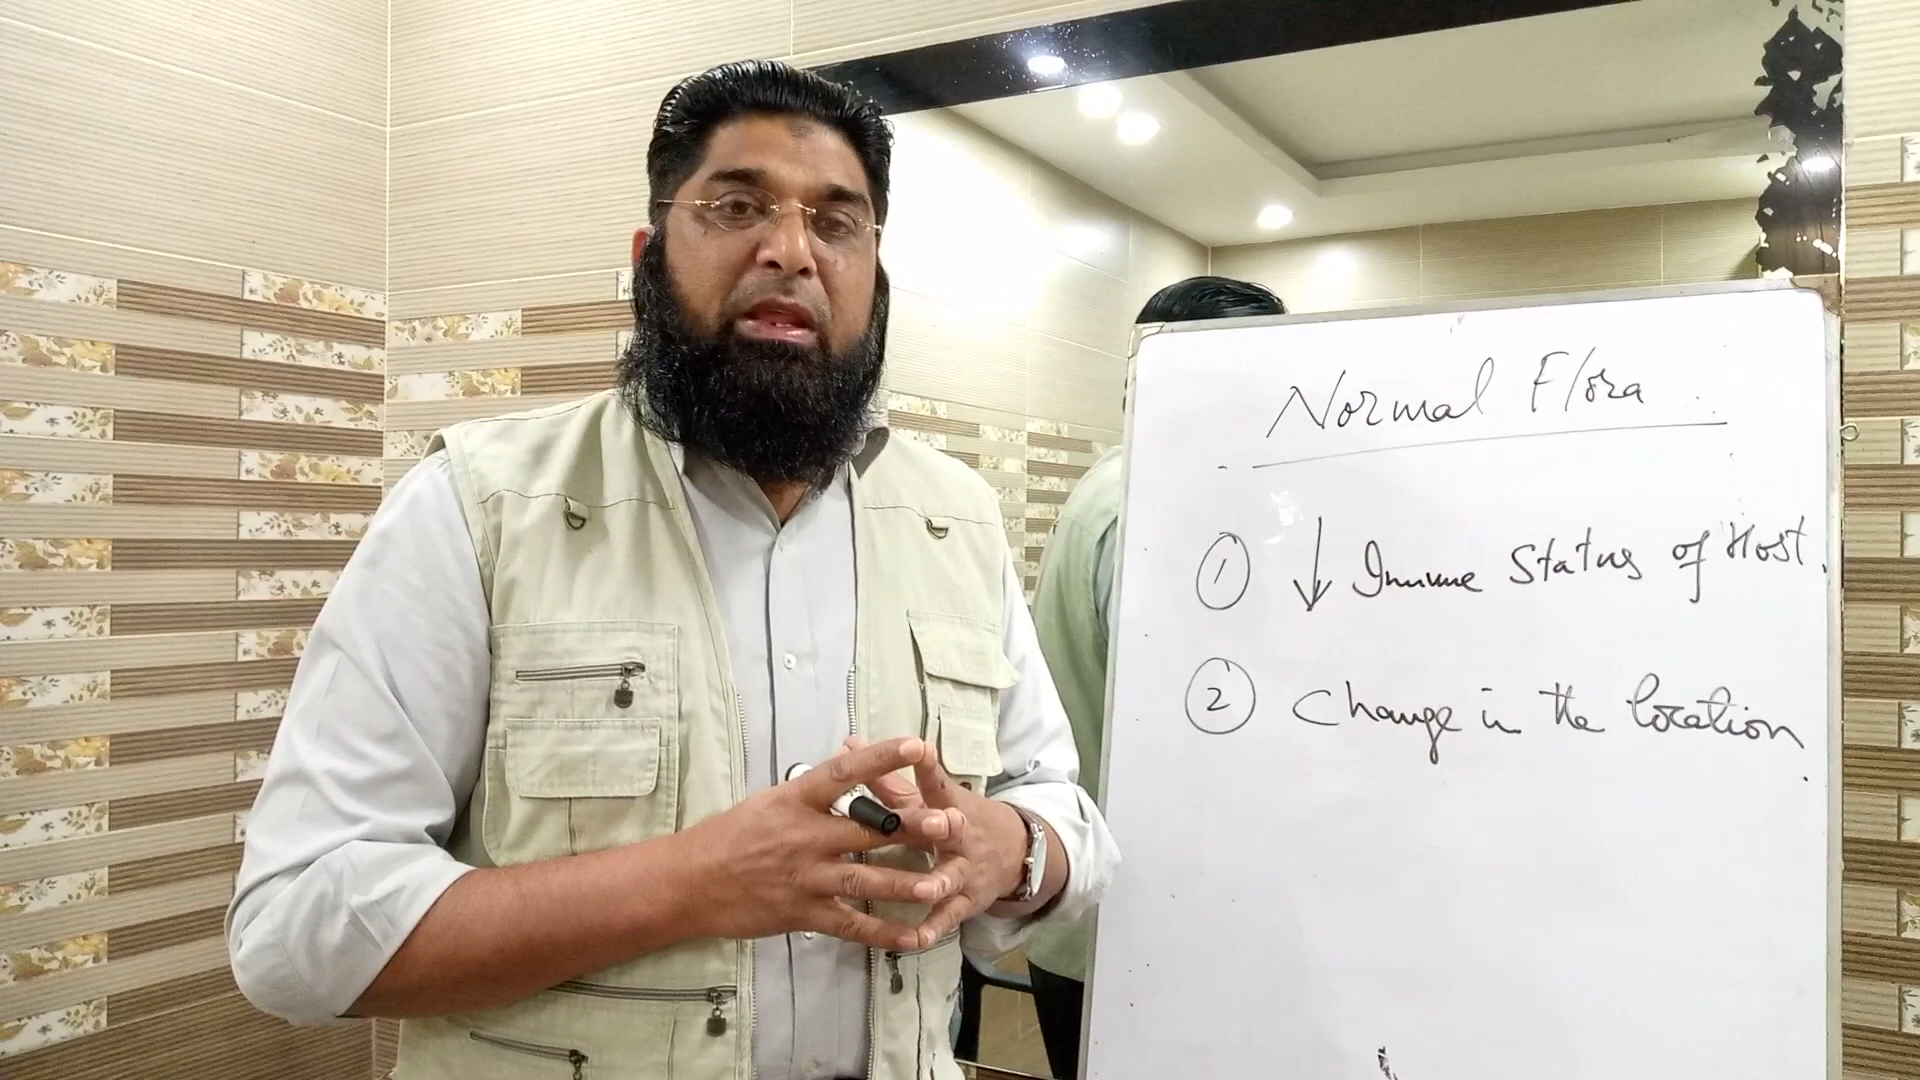 Normal Flora
① ↓ Immune Status of Host.
② Change in the location